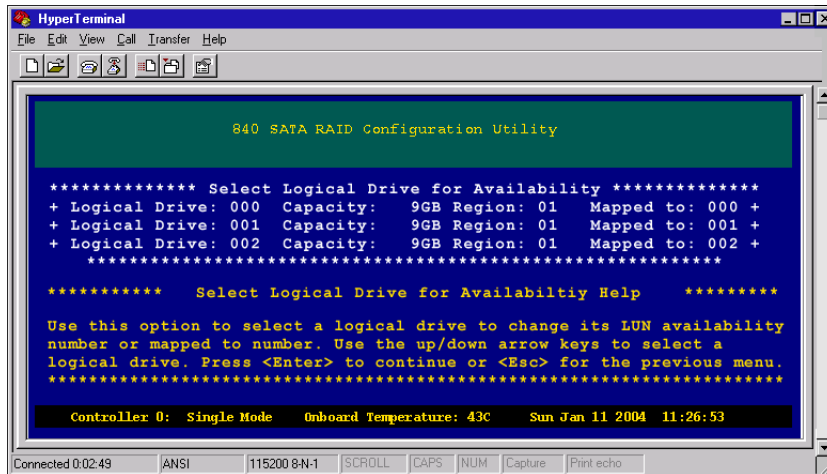 HyperTerminal
File Edit View Call Transfer Help
840 SATA RAID Configuration Utility
************** Select Logical Drive for Availability **************
+ Logical Drive: 000 Capacity: 9GB Region: 01 Mapped to: 000 +
+ Logical Drive: 001 Capacity: 9GB Region: 01 Mapped to: 001 +
+ Logical Drive: 002 Capacity: 9GB Region: 01 Mapped to: 002 +
************************************************************
*********** Select Logical Drive for Availabiltiy Help *********
Use this option to select a logical drive to change its LUN availability
number or mapped to number. Use the up/down arrow keys to select a
logical drive. Press <Enter> to continue or <Esc> for the previous menu.
************************************************************************
Controller 0: Single Mode Onboard Temperature: 43C Sun Jan 11 2004 11:26:53
Connected 0:02:49 ANSI 115200 8-N-1 SCROLL CAPS NUM Capture Print echo